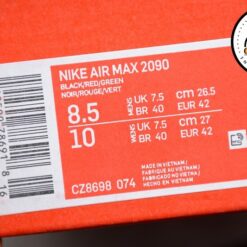 NIKE AIR MAX 2090
BLACK/RED/GREEN
NOIR/ROUGE/VERT
8.5 MENS UK 7.5 cm 26.5
BR 40 EUR 42
10 WMNS UK 7.5 cm 27
BR 40 EUR 42
MADE IN VIETNAM /
FABRIQUE AU VIETNAM /
HECHO EN VIETNAM
CZ8698 074